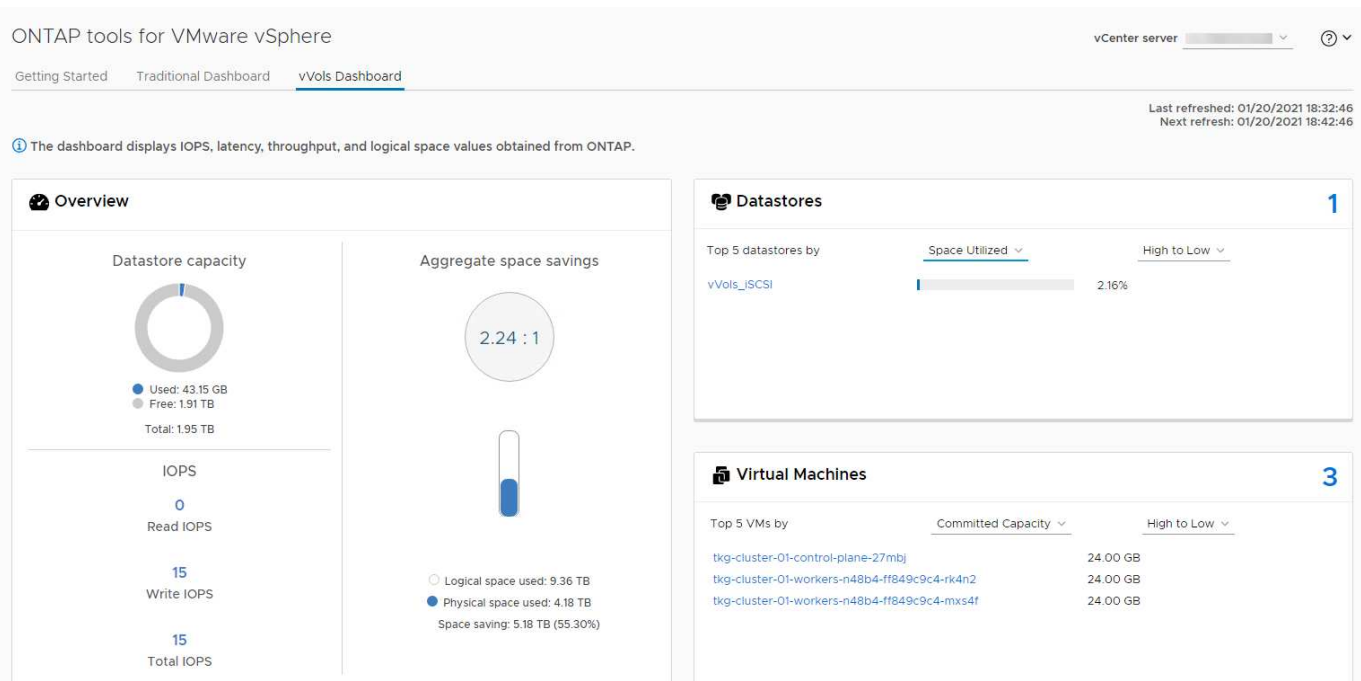 ONTAP tools for VMware vSphere
vCenter server
Getting Started Traditional Dashboard vVols Dashboard
Last refreshed: 01/20/2021 18:32:46
Next refresh: 01/20/2021 18:42:46
The dashboard displays IOPS, latency, throughput, and logical space values obtained from ONTAP.
Overview
Datastore capacity
Used: 43.15 GB
Free: 1.91 TB
Total: 1.95 TB
IOPS
0
Read IOPS
15
Write IOPS
15
Total IOPS
Aggregate space savings
2.24 : 1
Logical space used: 9.36 TB
Physical space used: 4.18 TB
Space saving: 5.18 TB (55.30%)
Datastores 1
Top 5 datastores by Space Utilized High to Low
vVols_iSCSI 2.16%
Virtual Machines 3
Top 5 VMs by Committed Capacity High to Low
tkg-cluster-01-control-plane-27mbj 24.00 GB
tkg-cluster-01-workers-n48b4-ff849c9c4-rk4n2 24.00 GB
tkg-cluster-01-workers-n48b4-ff849c9c4-mxs4f 24.00 GB